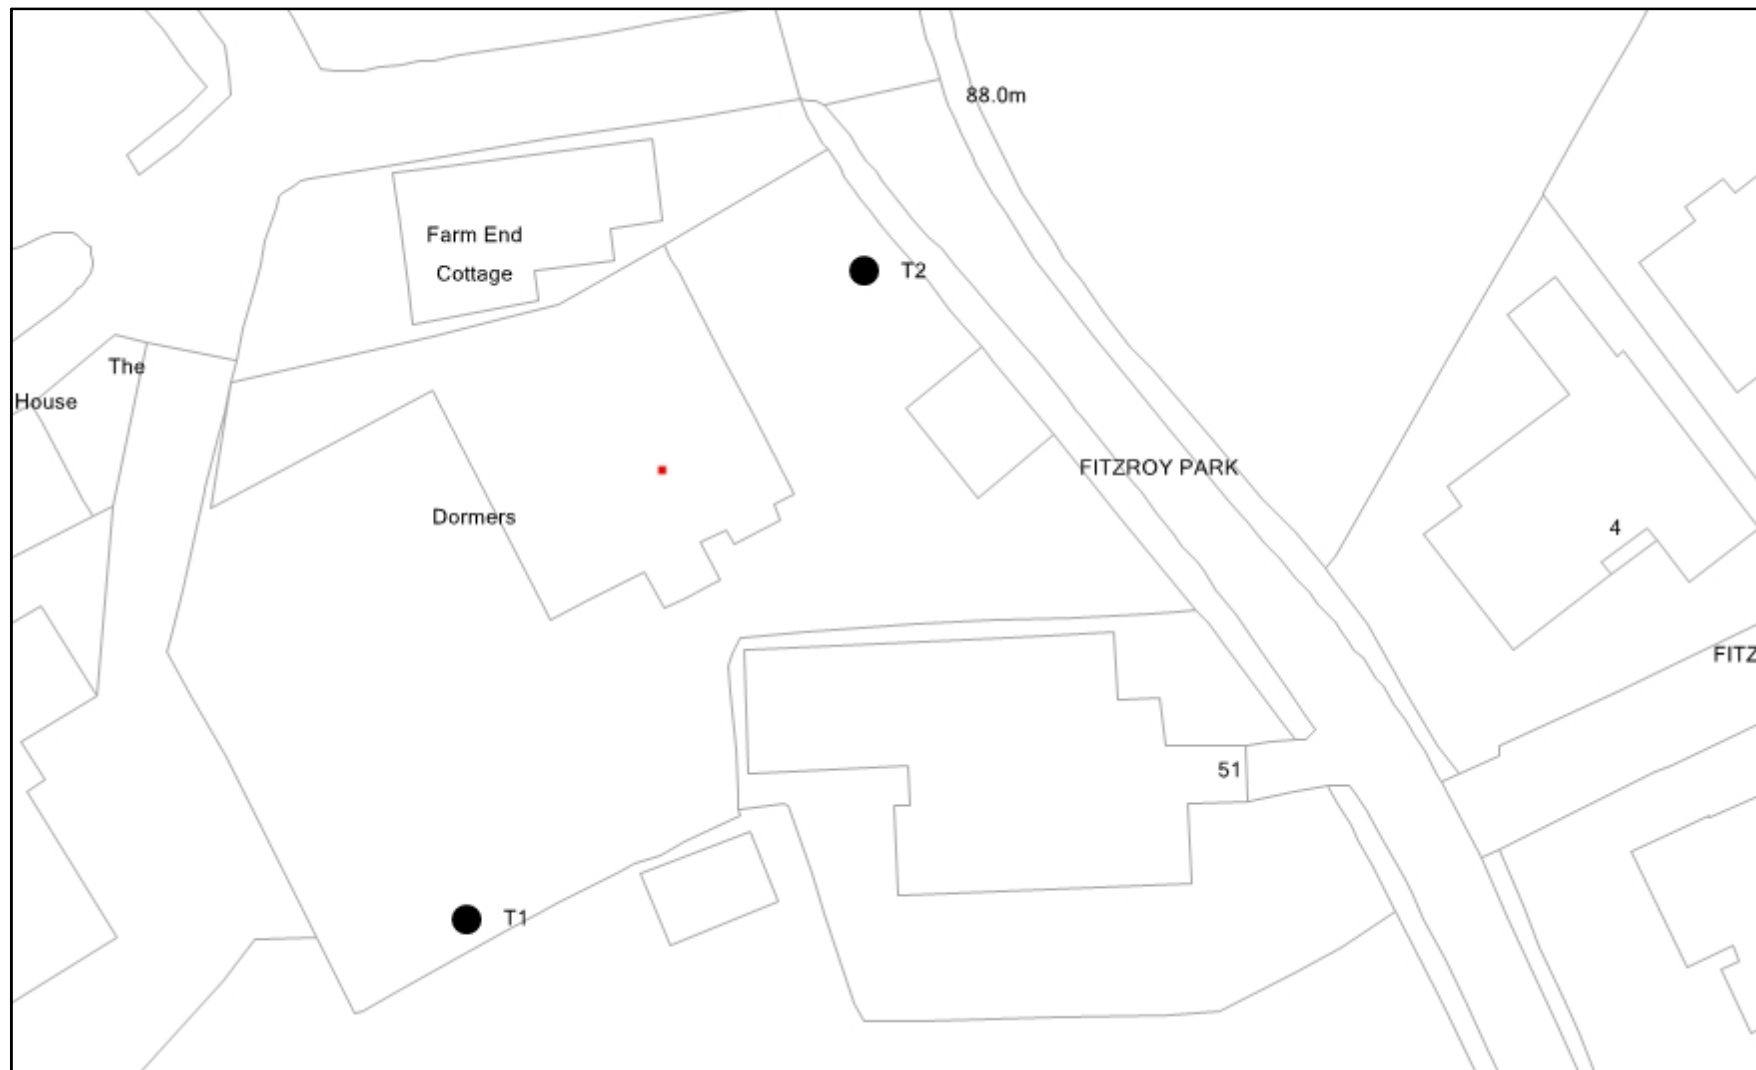 88.0m
Farm End
Cottage
T2
The
House
FITZROY PARK
Dormers
4
FITZ
51
T1